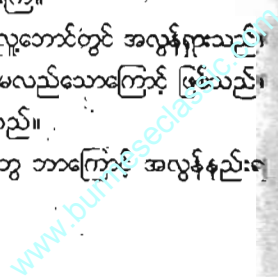 လူ့ဘောင်တွင် အလွန်ရှားသည်။
မလည်သောကြောင့် ဖြစ်သည်။
သည်။
ဘာကြောင့် အလွန်နည်းရ
www.burmeseclassic.com